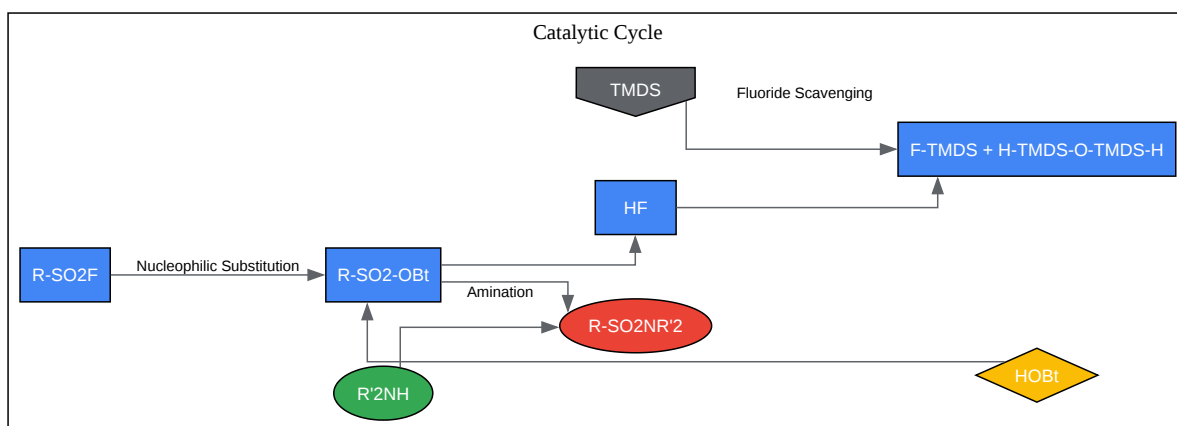 Catalytic Cycle
TMDS
Fluoride Scavenging
F-TMDS + H-TMDS-O-TMDS-H
HF
R-SO2F
Nucleophilic Substitution
R-SO2-OBt
Amination
R-SO2NR'2
R'2NH
HOBt